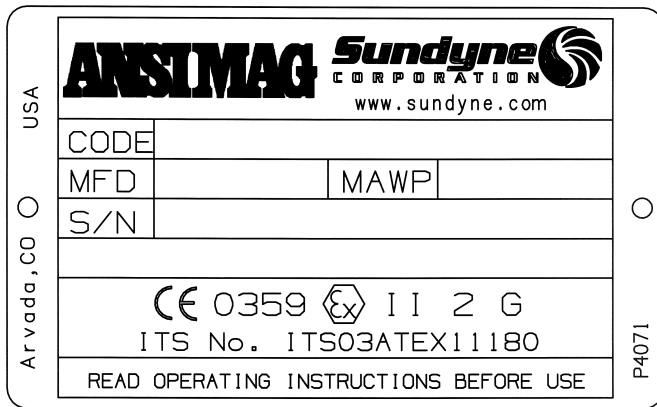 ANSIMAG
Sundyne
CORPORATION
www.sundyne.com
CODE
MFD MAWP
S/N
CE 0359 Ex II 2 G
ITS No. ITS03ATEX11180
READ OPERATING INSTRUCTIONS BEFORE USE
Arvada,CO USA
P4071